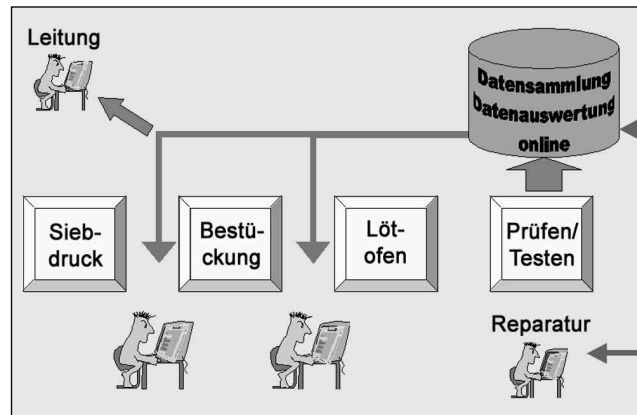 Leitung
Datensammlung
Datenauswertung
online
Sieb-
druck
Bestü-
ckung
Löt-
ofen
Prüfen/
Testen
Reparatur